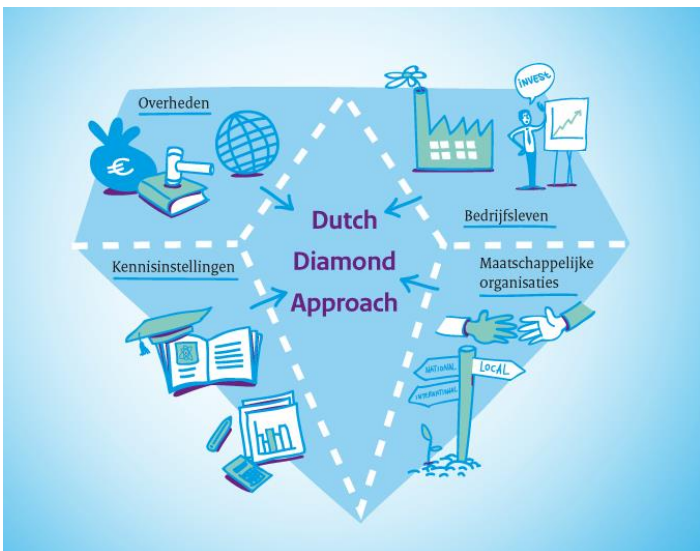 Overheden
INVEST
€
Dutch
Diamond
Approach
Bedrijfsleven
Kennisinstellingen
Maatschappelijke
organisaties
NATIONAL
LOCAL
INTERNATIONAL